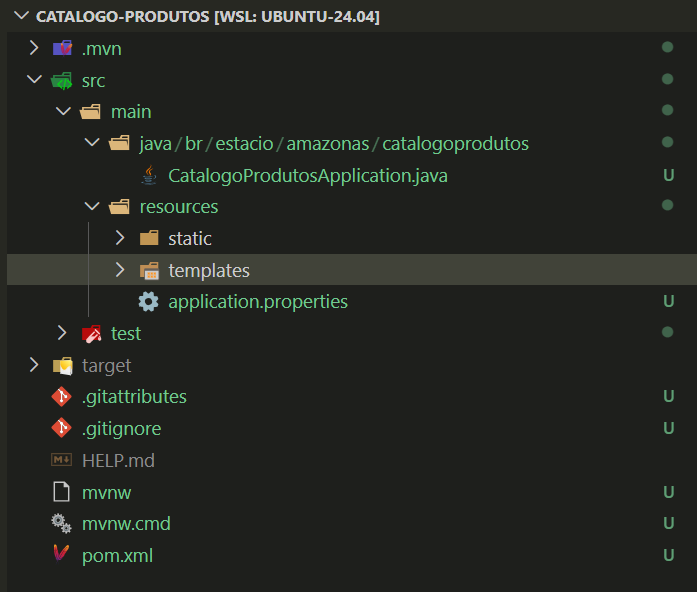 CATALOGO-PRODUTOS [WSL: UBUNTU-24.04]
.mvn
src
main
java/br/estacio/amazonas/catalogoprodutos
CatalogoProdutosApplication.java U
resources
static
templates
application.properties U
test
target
.gitattributes U
.gitignore U
HELP.md
mvnw U
mvnw.cmd U
pom.xml U